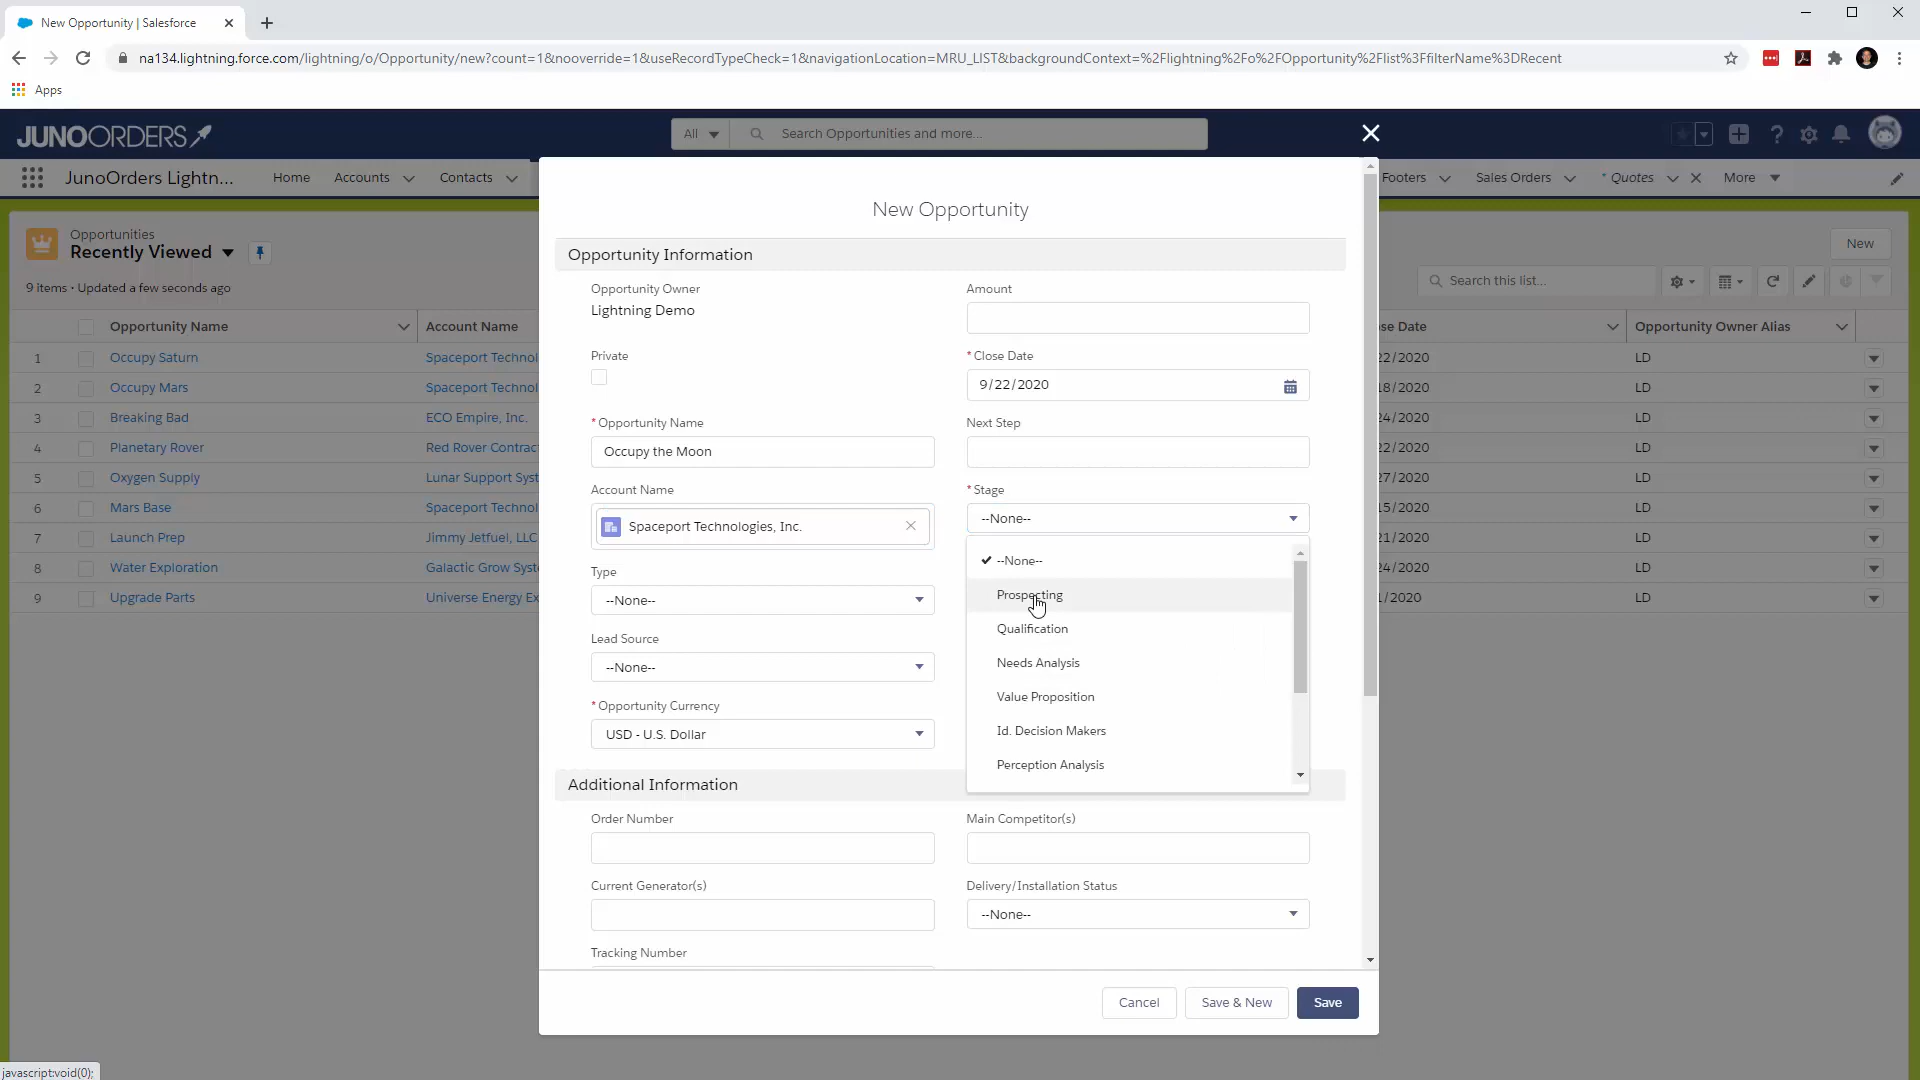 New Opportunity | Salesforce
na134.lightning.force.com/lightning/o/Opportunity/new?count=1&nooverride=1&useRecordTypeCheck=1&navigationLocation=MRU_LIST&backgroundContext=%2Flightning%2Fo%2FOpportunity%2Flist%3FfilterName%3DRecent
Apps
JUNOORDERS
All
Search Opportunities and more...
JunoOrders Lightn...
Home
Accounts
Contacts
Footers
Sales Orders
* Quotes
More
Opportunities
Recently Viewed
9 items • Updated a few seconds ago
New
Search this list...
Opportunity Name
Account Name
se Date
Opportunity Owner Alias
1 Occupy Saturn Spaceport Technol 22/2020 LD
2 Occupy Mars Spaceport Technol 18/2020 LD
3 Breaking Bad ECO Empire, Inc. 24/2020 LD
4 Planetary Rover Red Rover Contrac 22/2020 LD
5 Oxygen Supply Lunar Support Syst 27/2020 LD
6 Mars Base Spaceport Technol 15/2020 LD
7 Launch Prep Jimmy Jetfuel, LLC 21/2020 LD
8 Water Exploration Galactic Grow Syst 24/2020 LD
9 Upgrade Parts Universe Energy Ex 1/2020 LD
New Opportunity
Opportunity Information
Opportunity Owner
Lightning Demo
Amount
Private
* Close Date
9/22/2020
* Opportunity Name
Occupy the Moon
Next Step
Account Name
Spaceport Technologies, Inc.
* Stage
--None--
--None--
Prospecting
Qualification
Needs Analysis
Value Proposition
Id. Decision Makers
Perception Analysis
Type
--None--
Lead Source
--None--
* Opportunity Currency
USD - U.S. Dollar
Additional Information
Order Number
Main Competitor(s)
Current Generator(s)
Delivery/Installation Status
--None--
Tracking Number
Cancel
Save & New
Save
javascript:void(0);